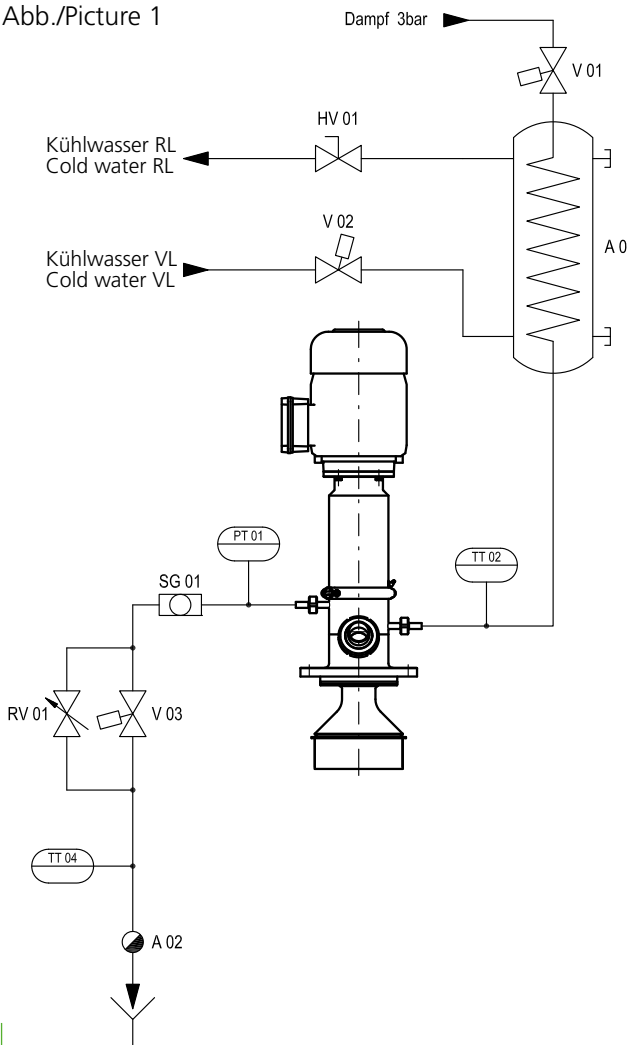 Abb./Picture 1
Dampf 3bar
V 01
HV 01
Kühlwasser RL
Cold water RL
V 02
Kühlwasser VL
Cold water VL
A 0
PT 01
TT 02
SG 01
RV 01
V 03
TT 04
A 02